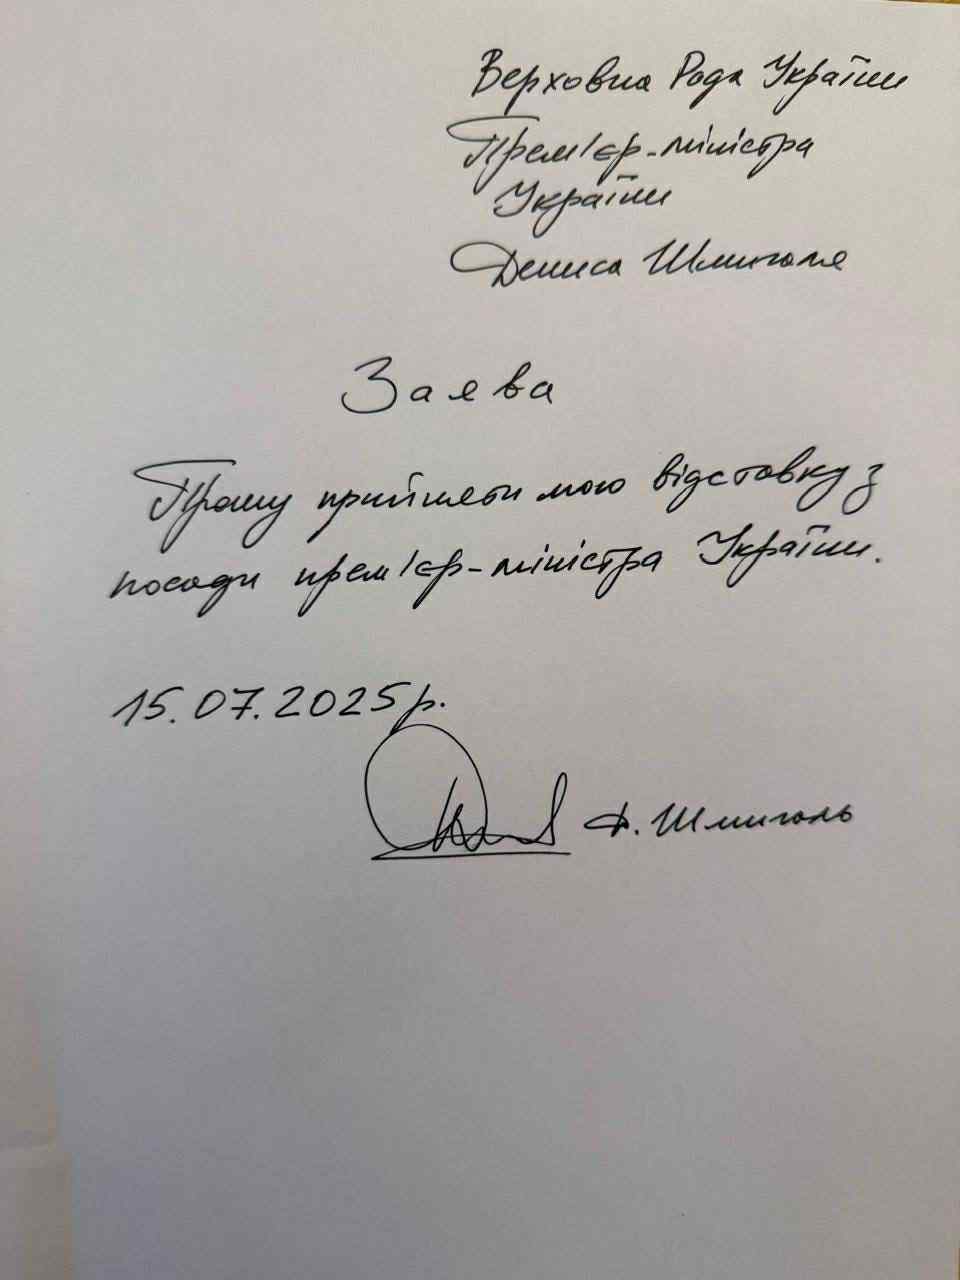 Верховна Рада України
Прем'єр-міністра
України
Дениса Шмигаля
Заява
Прошу прийняти мою відставку з
посади прем'єр-міністра України.
15.07.2025р.
Д. Шмигаль